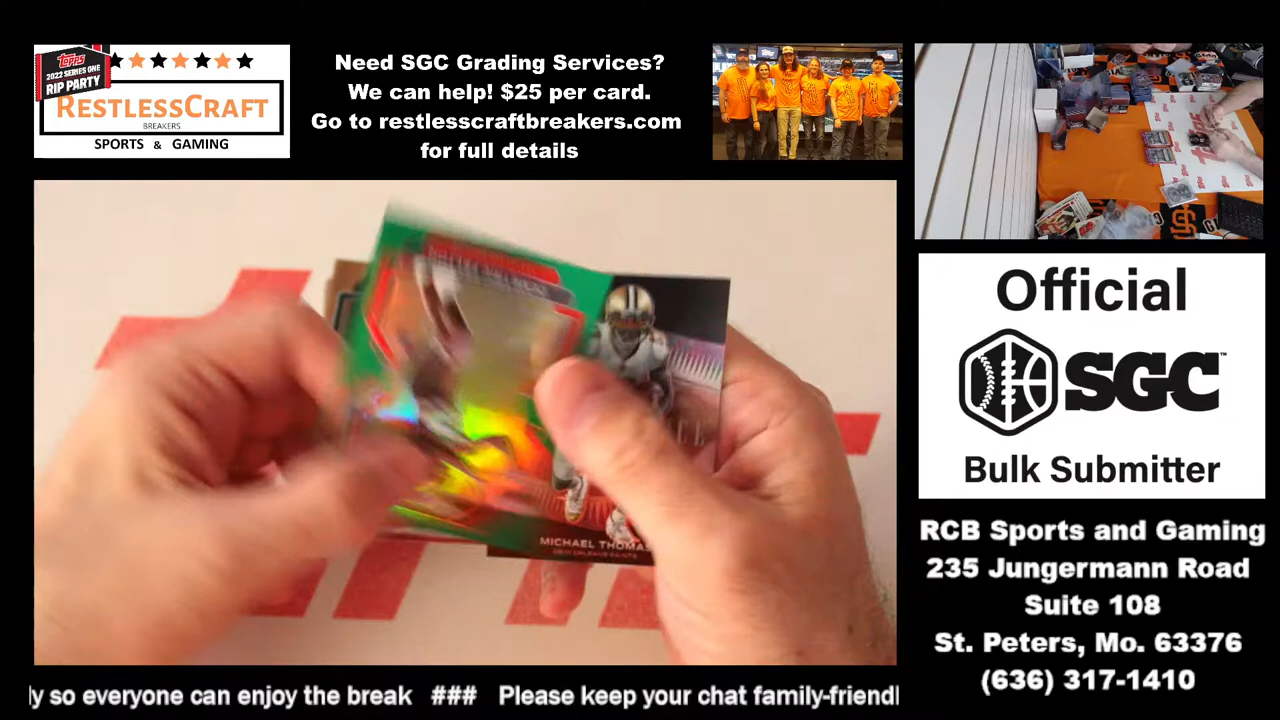 TOPPS
2022 SERIES ONE
RIP PARTY
RESTLESSCRAFT
BREAKERS
SPORTS & GAMING
Need SGC Grading Services?
We can help! $25 per card.
Go to restlesscraftbreakers.com
for full details
MICHAEL THOMAS
NEW ORLEANS SAINTS
Official
SGC™
Bulk Submitter
RCB Sports and Gaming
235 Jungermann Road
Suite 108
St. Peters, Mo. 63376
(636) 317-1410
ly so everyone can enjoy the break ### Please keep your chat family-friendl